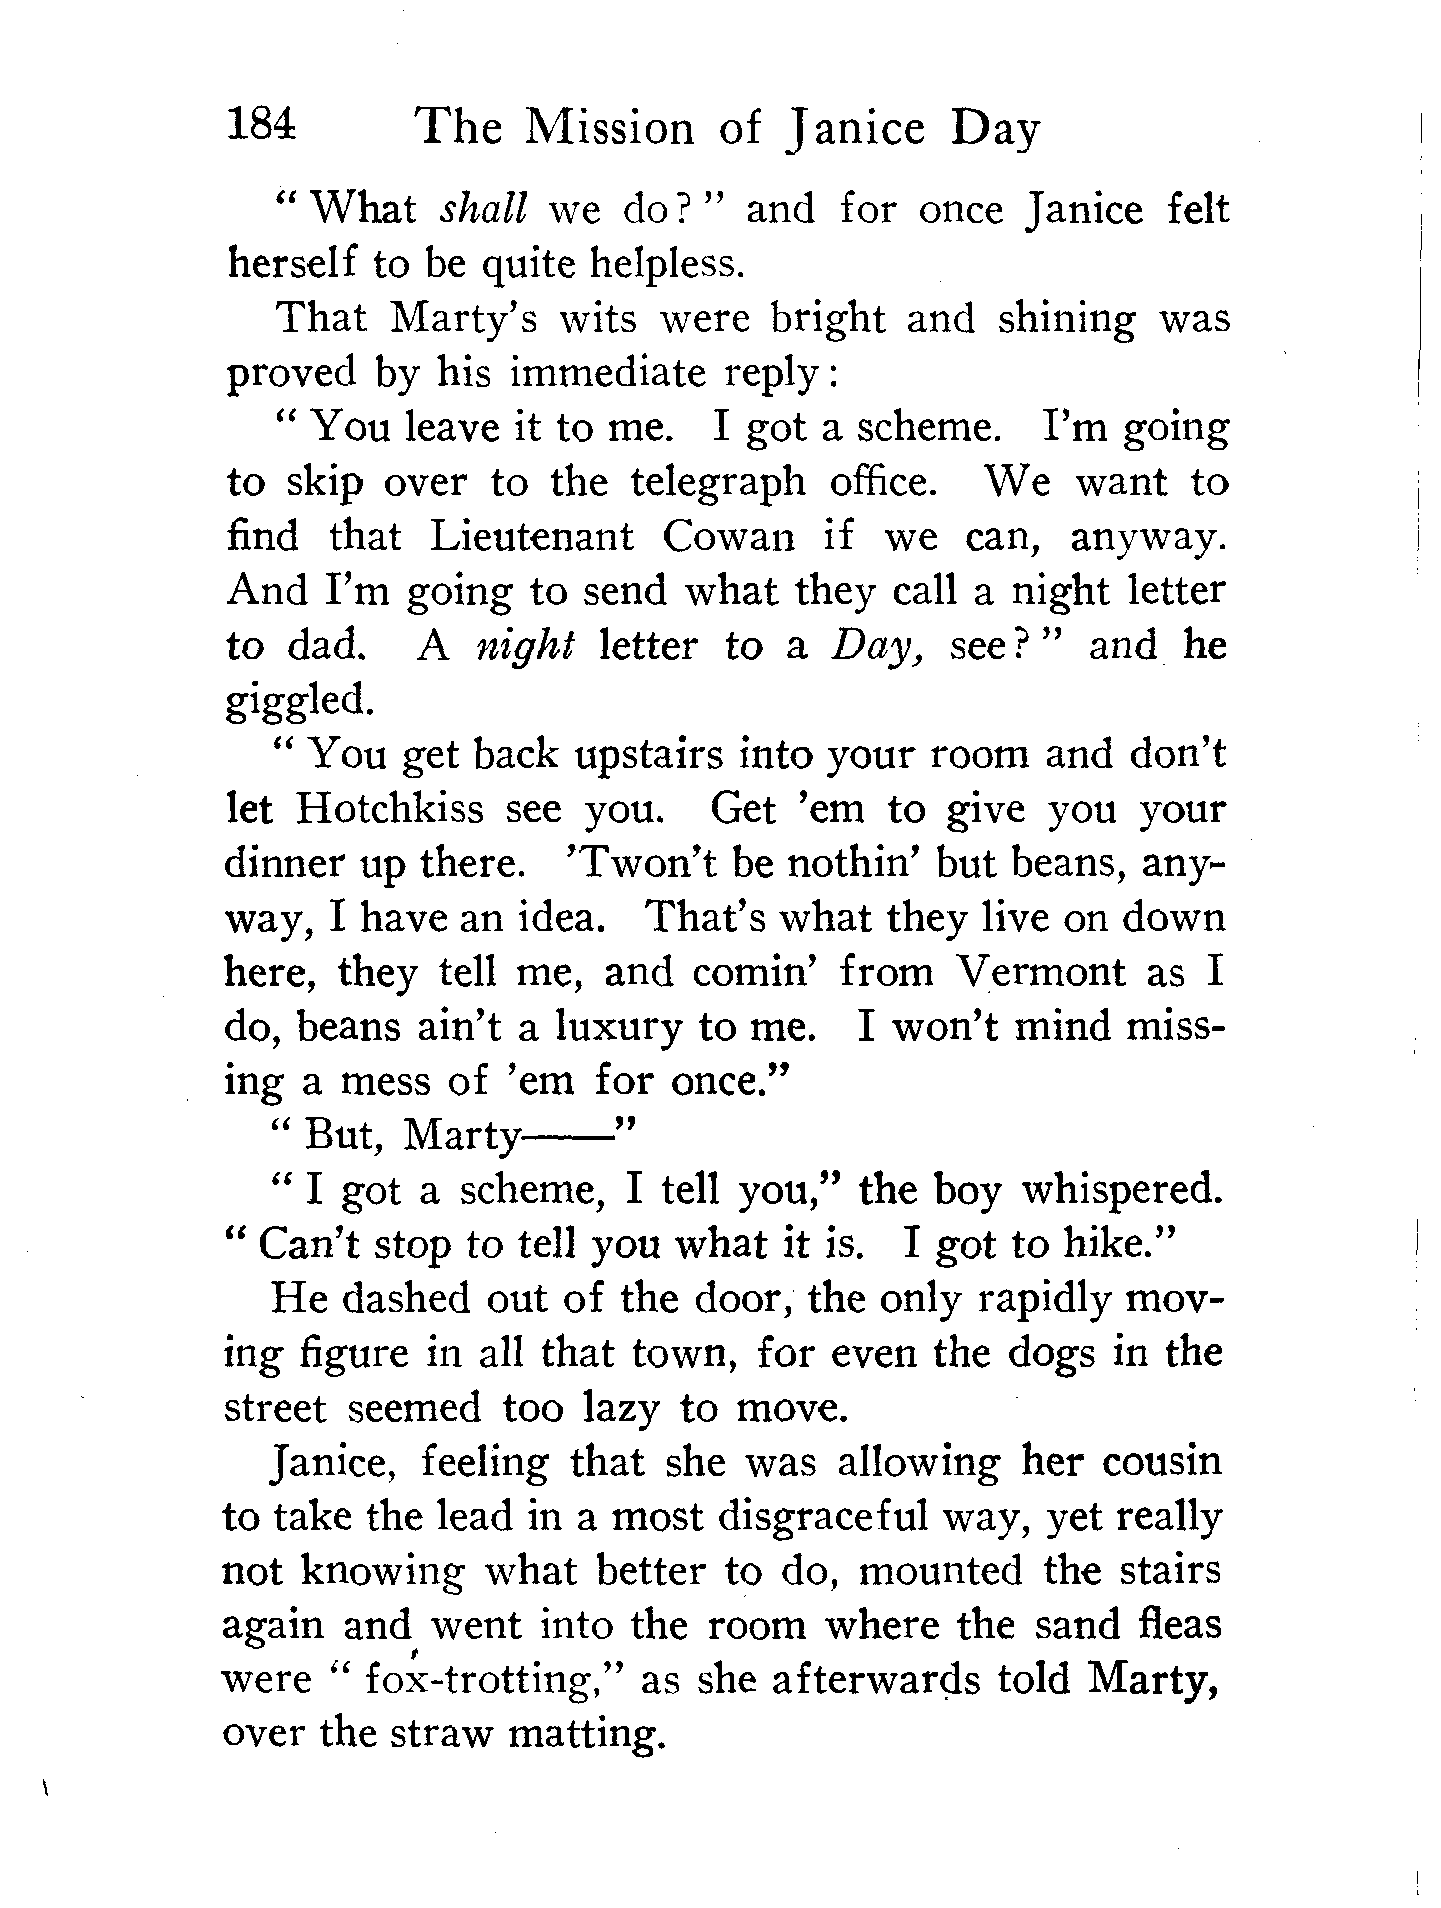 184 The Mission of Janice Day
“ What shall we do? ” and for once Janice felt
herself to be quite helpless.
That Marty’s wits were bright and shining was
proved by his immediate reply:
“ You leave it to me. I got a scheme. I’m going
to skip over to the telegraph office. We want to
find that Lieutenant Cowan if we can, anyway.
And I’m going to send what they call a night letter
to dad. A night letter to a Day, see? ” and he
giggled.
“ You get back upstairs into your room and don’t
let Hotchkiss see you. Get ’em to give you your
dinner up there. ’Twon’t be nothin’ but beans, any-
way, I have an idea. That’s what they live on down
here, they tell me, and comin’ from Vermont as I
do, beans ain’t a luxury to me. I won’t mind miss-
ing a mess of ’em for once.”
“ But, Marty——”
“ I got a scheme, I tell you,” the boy whispered.
“ Can’t stop to tell you what it is. I got to hike.”
He dashed out of the door, the only rapidly mov-
ing figure in all that town, for even the dogs in the
street seemed too lazy to move.
Janice, feeling that she was allowing her cousin
to take the lead in a most disgraceful way, yet really
not knowing what better to do, mounted the stairs
again and went into the room where the sand fleas
were “ fox-trotting,” as she afterwards told Marty,
over the straw matting.